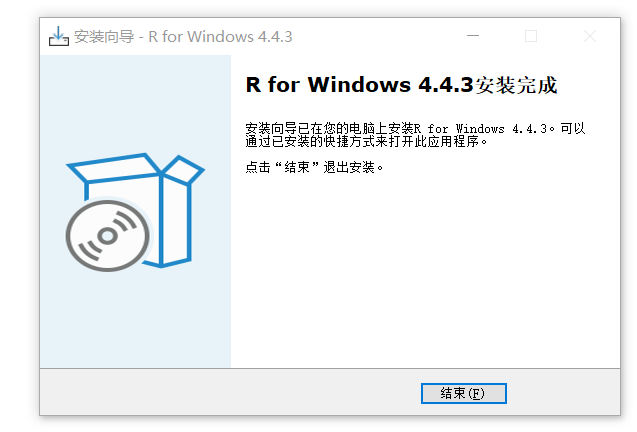 安装向导 - R for Windows 4.4.3
R for Windows 4.4.3安装完成
安装向导已在您的电脑上安装R for Windows 4.4.3。可以
通过已安装的快捷方式来打开此应用程序。
点击“结束”退出安装。
结束(F)